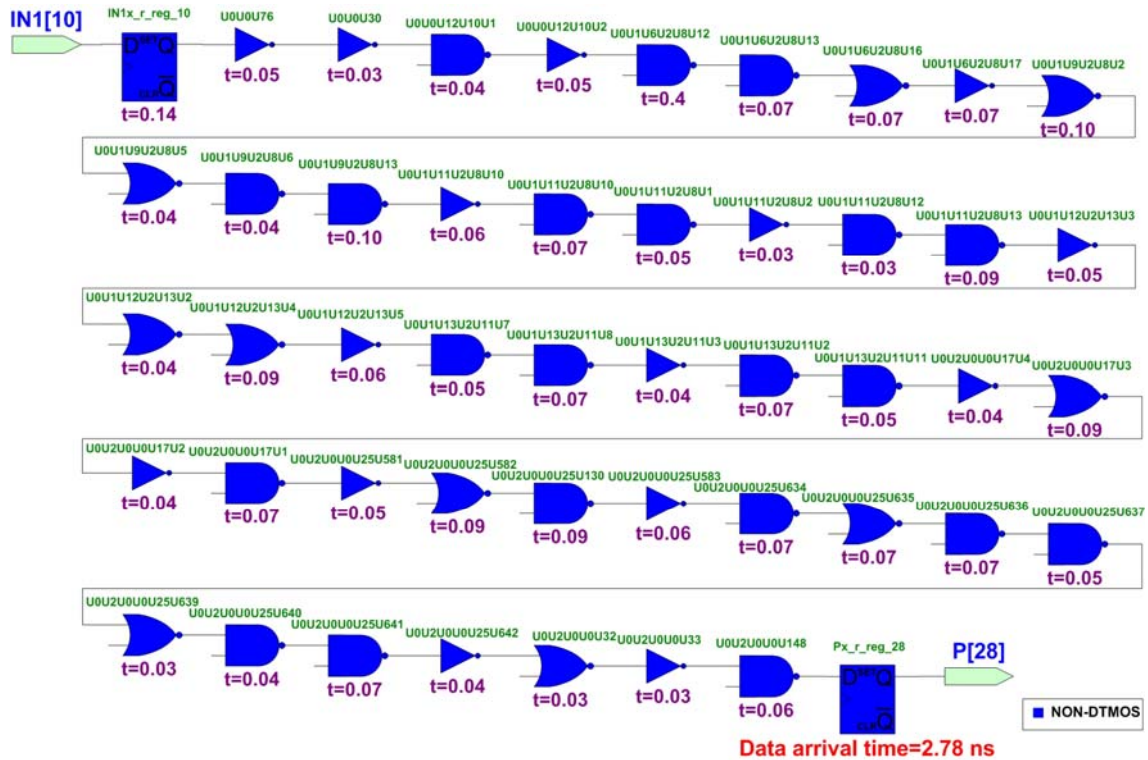 IN1[10]
IN1x_r_reg_10
D SET Q
CLR Q
t=0.14
U0U0U76
t=0.05
U0U0U30
t=0.03
U0U0U12U10U1
t=0.04
U0U0U12U10U2
t=0.05
U0U1U6U2U8U12
t=0.4
U0U1U6U2U8U13
t=0.07
U0U1U6U2U8U16
t=0.07
U0U1U6U2U8U17
t=0.07
U0U1U9U2U8U2
t=0.10
U0U1U9U2U8U5
t=0.04
U0U1U9U2U8U6
t=0.04
U0U1U9U2U8U13
t=0.10
U0U1U11U2U8U10
t=0.06
U0U1U11U2U8U10
t=0.07
U0U1U11U2U8U1
t=0.05
U0U1U11U2U8U2
t=0.03
U0U1U11U2U8U12
t=0.03
U0U1U11U2U8U13
t=0.09
U0U1U12U2U13U3
t=0.05
U0U1U12U2U13U2
t=0.04
U0U1U12U2U13U4
t=0.09
U0U1U12U2U13U5
t=0.06
U0U1U13U2U11U7
t=0.05
U0U1U13U2U11U8
t=0.07
U0U1U13U2U11U3
t=0.04
U0U1U13U2U11U2
t=0.07
U0U1U13U2U11U11
t=0.05
U0U2U0U0U17U4
t=0.04
U0U2U0U0U17U3
t=0.09
U0U2U0U0U17U2
t=0.04
U0U2U0U0U17U1
t=0.07
U0U2U0U0U25U581
t=0.05
U0U2U0U0U25U582
t=0.09
U0U2U0U0U25U130
t=0.09
U0U2U0U0U25U583
t=0.06
U0U2U0U0U25U634
t=0.07
U0U2U0U0U25U635
t=0.07
U0U2U0U0U25U636
t=0.07
U0U2U0U0U25U637
t=0.05
U0U2U0U0U25U639
t=0.03
U0U2U0U0U25U640
t=0.04
U0U2U0U0U25U641
t=0.07
U0U2U0U0U25U642
t=0.04
U0U2U0U0U32
t=0.03
U0U2U0U0U33
t=0.03
U0U2U0U0U148
t=0.06
Px_r_reg_28
D SET Q
CLR Q
P[28]
NON-DTMOS
Data arrival time=2.78 ns